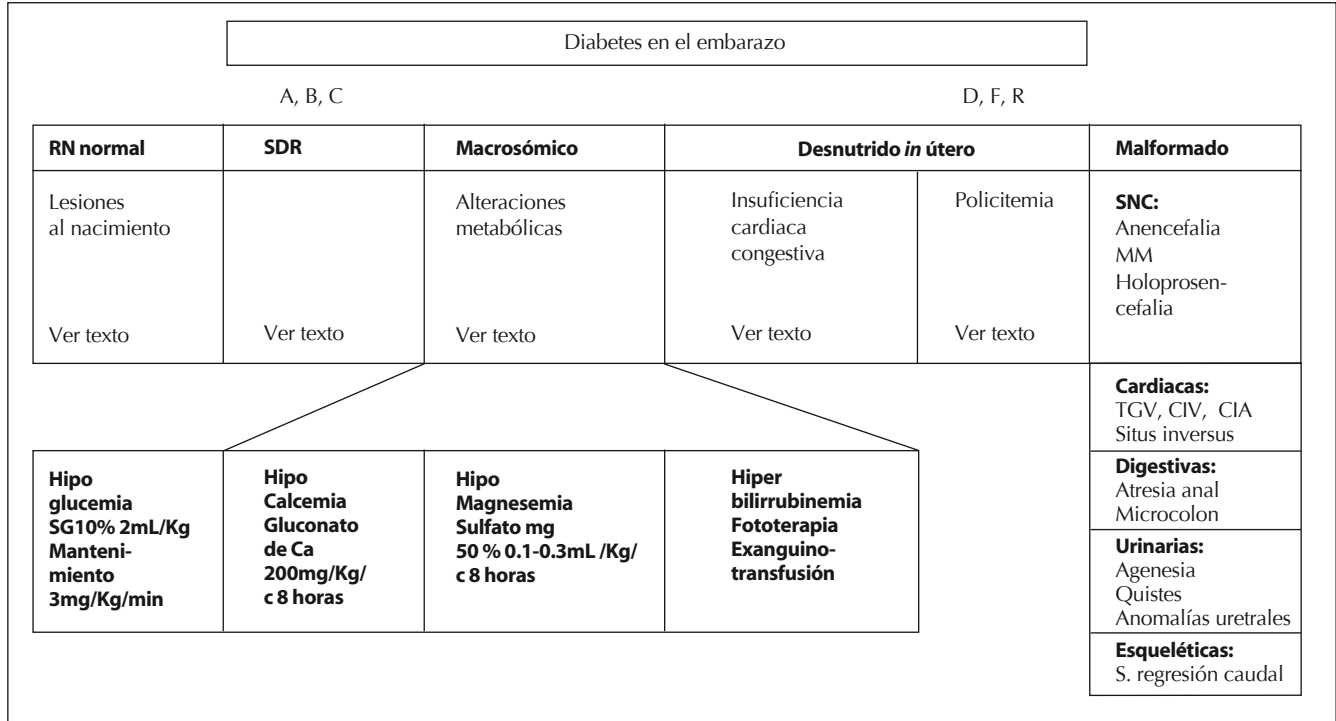 Diabetes en el embarazo
A, B, C
D, F, R
RN normal
SDR
Macrosómico
Desnutrido in útero
Malformado
Lesiones
al nacimiento
Ver texto
Ver texto
Alteraciones
metabólicas
Ver texto
Insuficiencia
cardiaca
congestiva
Ver texto
Policitemia
Ver texto
SNC:
Anencefalia
MM
Holoprosen-
cefalia
Cardiacas:
TGV, CIV, CIA
Situs inversus
Digestivas:
Atresia anal
Microcolon
Urinarias:
Agenesia
Quistes
Anomalías uretrales
Esqueléticas:
S. regresión caudal
Hipo
glucemia
SG10% 2mL/Kg
Manteni-
miento
3mg/Kg/min
Hipo
Calcemia
Gluconato
de Ca
200mg/Kg/
c 8 horas
Hipo
Magnesemia
Sulfato mg
50 % 0.1-0.3mL /Kg/
c 8 horas
Hiper
bilirrubinemia
Fototerapia
Exanguino-
transfusión